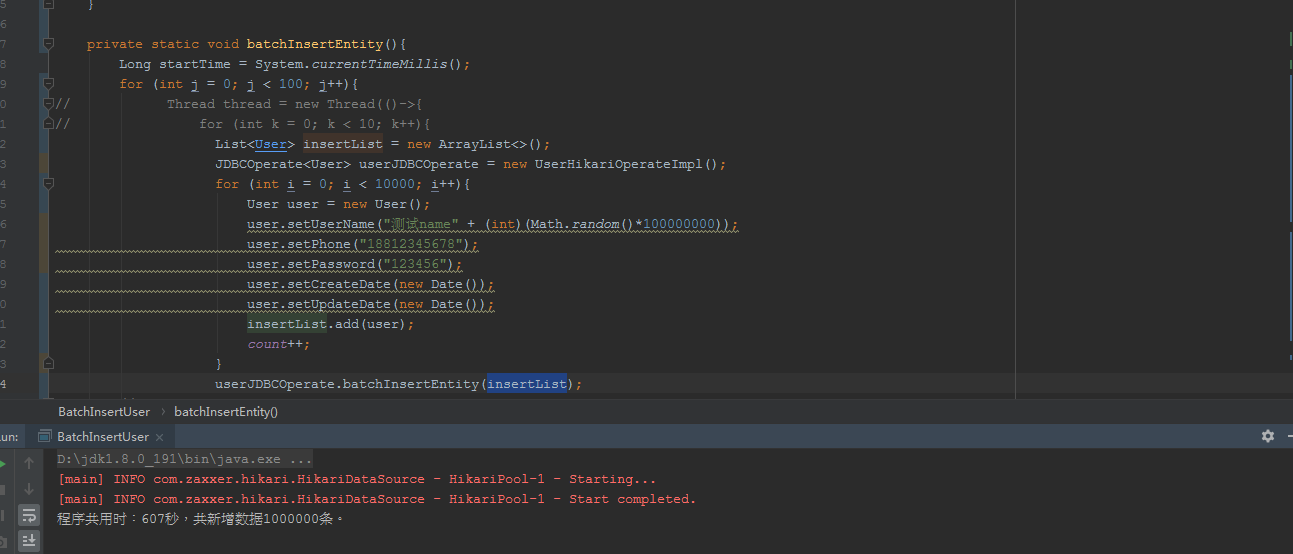 5 }
6
7 private static void batchInsertEntity(){
8 Long startTime = System.currentTimeMillis();
9 for (int j = 0; j < 100; j++){
0 // Thread thread = new Thread(()->{
1 // for (int k = 0; k < 10; k++){
2 List<User> insertList = new ArrayList<>();
3 JDBCOperate<User> userJDBCOperate = new UserHikariOperateImpl();
4 for (int i = 0; i < 10000; i++){
5 User user = new User();
6 user.setUserName("测试name" + (int)(Math.random()*100000000));
7 user.setPhone("18812345678");
8 user.setPassword("123456");
9 user.setCreateDate(new Date());
0 user.setUpdateDate(new Date());
1 insertList.add(user);
2 count++;
3 }
4 userJDBCOperate.batchInsertEntity(insertList);
BatchInsertUser › batchInsertEntity()
un: BatchInsertUser ×
D:\jdk1.8.0_191\bin\java.exe ...
[main] INFO com.zaxxer.hikari.HikariDataSource - HikariPool-1 - Starting...
[main] INFO com.zaxxer.hikari.HikariDataSource - HikariPool-1 - Start completed.
程序共用时：607秒，共新增数据1000000条。